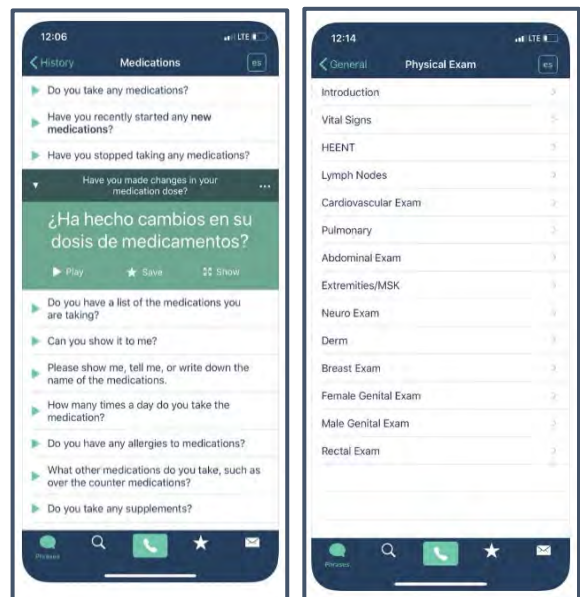 12:06
LTE
History
Medications
es
Do you take any medications?
Have you recently started any new
medications?
Have you stopped taking any medications?
Have you made changes in your
medication dose?
¿Ha hecho cambios en su
dosis de medicamentos?
Play
Save
Show
Do you have a list of the medications you
are taking?
Can you show it to me?
Please show me, tell me, or write down the
name of the medications.
How many times a day do you take the
medication?
Do you have any allergies to medications?
What other medications do you take, such as
over the counter medications?
Do you take any supplements?
Phrases
12:14
LTE
General
Physical Exam
es
Introduction
Vital Signs
HEENT
Lymph Nodes
Cardiovascular Exam
Pulmonary
Abdominal Exam
Extremities/MSK
Neuro Exam
Derm
Breast Exam
Female Genital Exam
Male Genital Exam
Rectal Exam
Phrases